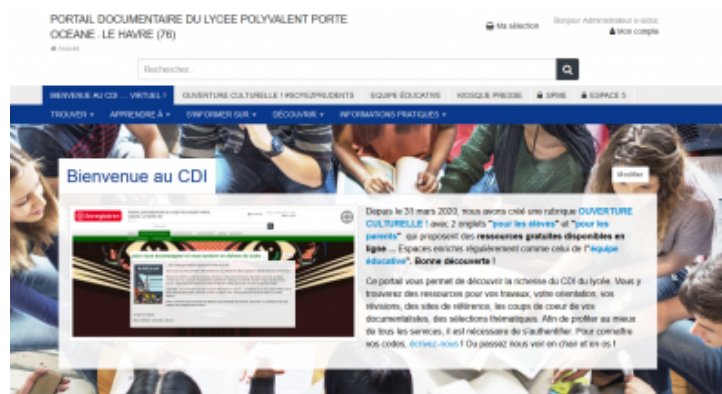 PORTAIL DOCUMENTAIRE DU LYCEE POLYVALENT PORTE
OCEANE - LE HAVRE (76)
Accueil
Ma sélection
Bonjour Administrateur e-sidoc
Mon compte
Rechercher...
BIENVENUE AU CDI ... VIRTUEL !
OUVERTURE CULTURELLE ! #SOYEZPRUDENTS
EQUIPE ÉDUCATIVE
KIOSQUE PRESSE
ESPACE 5
TROUVER
APPRENDRE À
S'INFORMER SUR
DÉCOUVRIR
INFORMATIONS PRATIQUES
Bienvenue au CDI
Modifier
Enregistrer
Depuis le 31 mars 2020, nous avons créé une rubrique OUVERTURE
CULTURELLE ! avec 2 onglets "pour les élèves" et "pour les
parents" qui proposent des ressources gratuites disponibles en
ligne ... Espaces enrichis régulièrement comme celui de l'"équipe
éducative". Bonne découverte !
Ce portail vous permet de découvrir la richesse du CDI du lycée. Vous y
trouverez des ressources pour vos travaux, votre orientation, vos
révisions, des sites de référence, les coups de coeur de vos
documentalistes, des sélections thématiques. Afin de profiter au mieux
de tous les services, il est nécessaire de s'authentifier. Pour connaître
vos codes, écrivez-nous ! Ou passez nous voir en chair et en os !